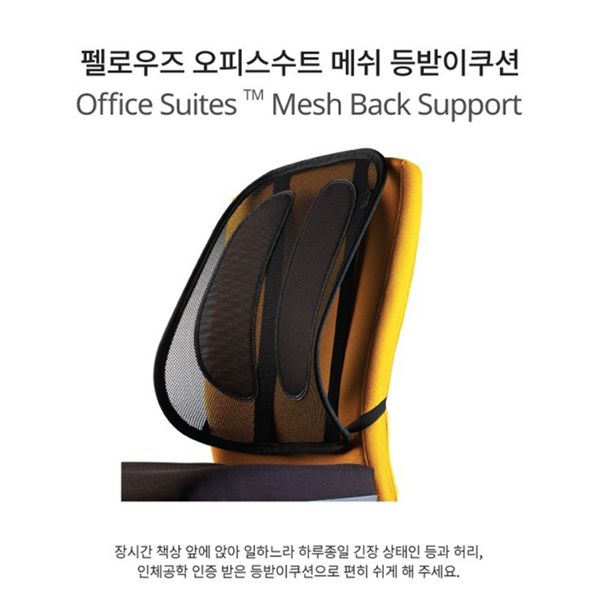 펠로우즈 오피스수트 메쉬 등받이쿠션
Office Suites™ Mesh Back Support
장시간 책상 앞에 앉아 일하느라 하루종일 긴장 상태인 등과 허리,
인체공학 인증 받은 등받이쿠션으로 편히 쉬게 해 주세요.